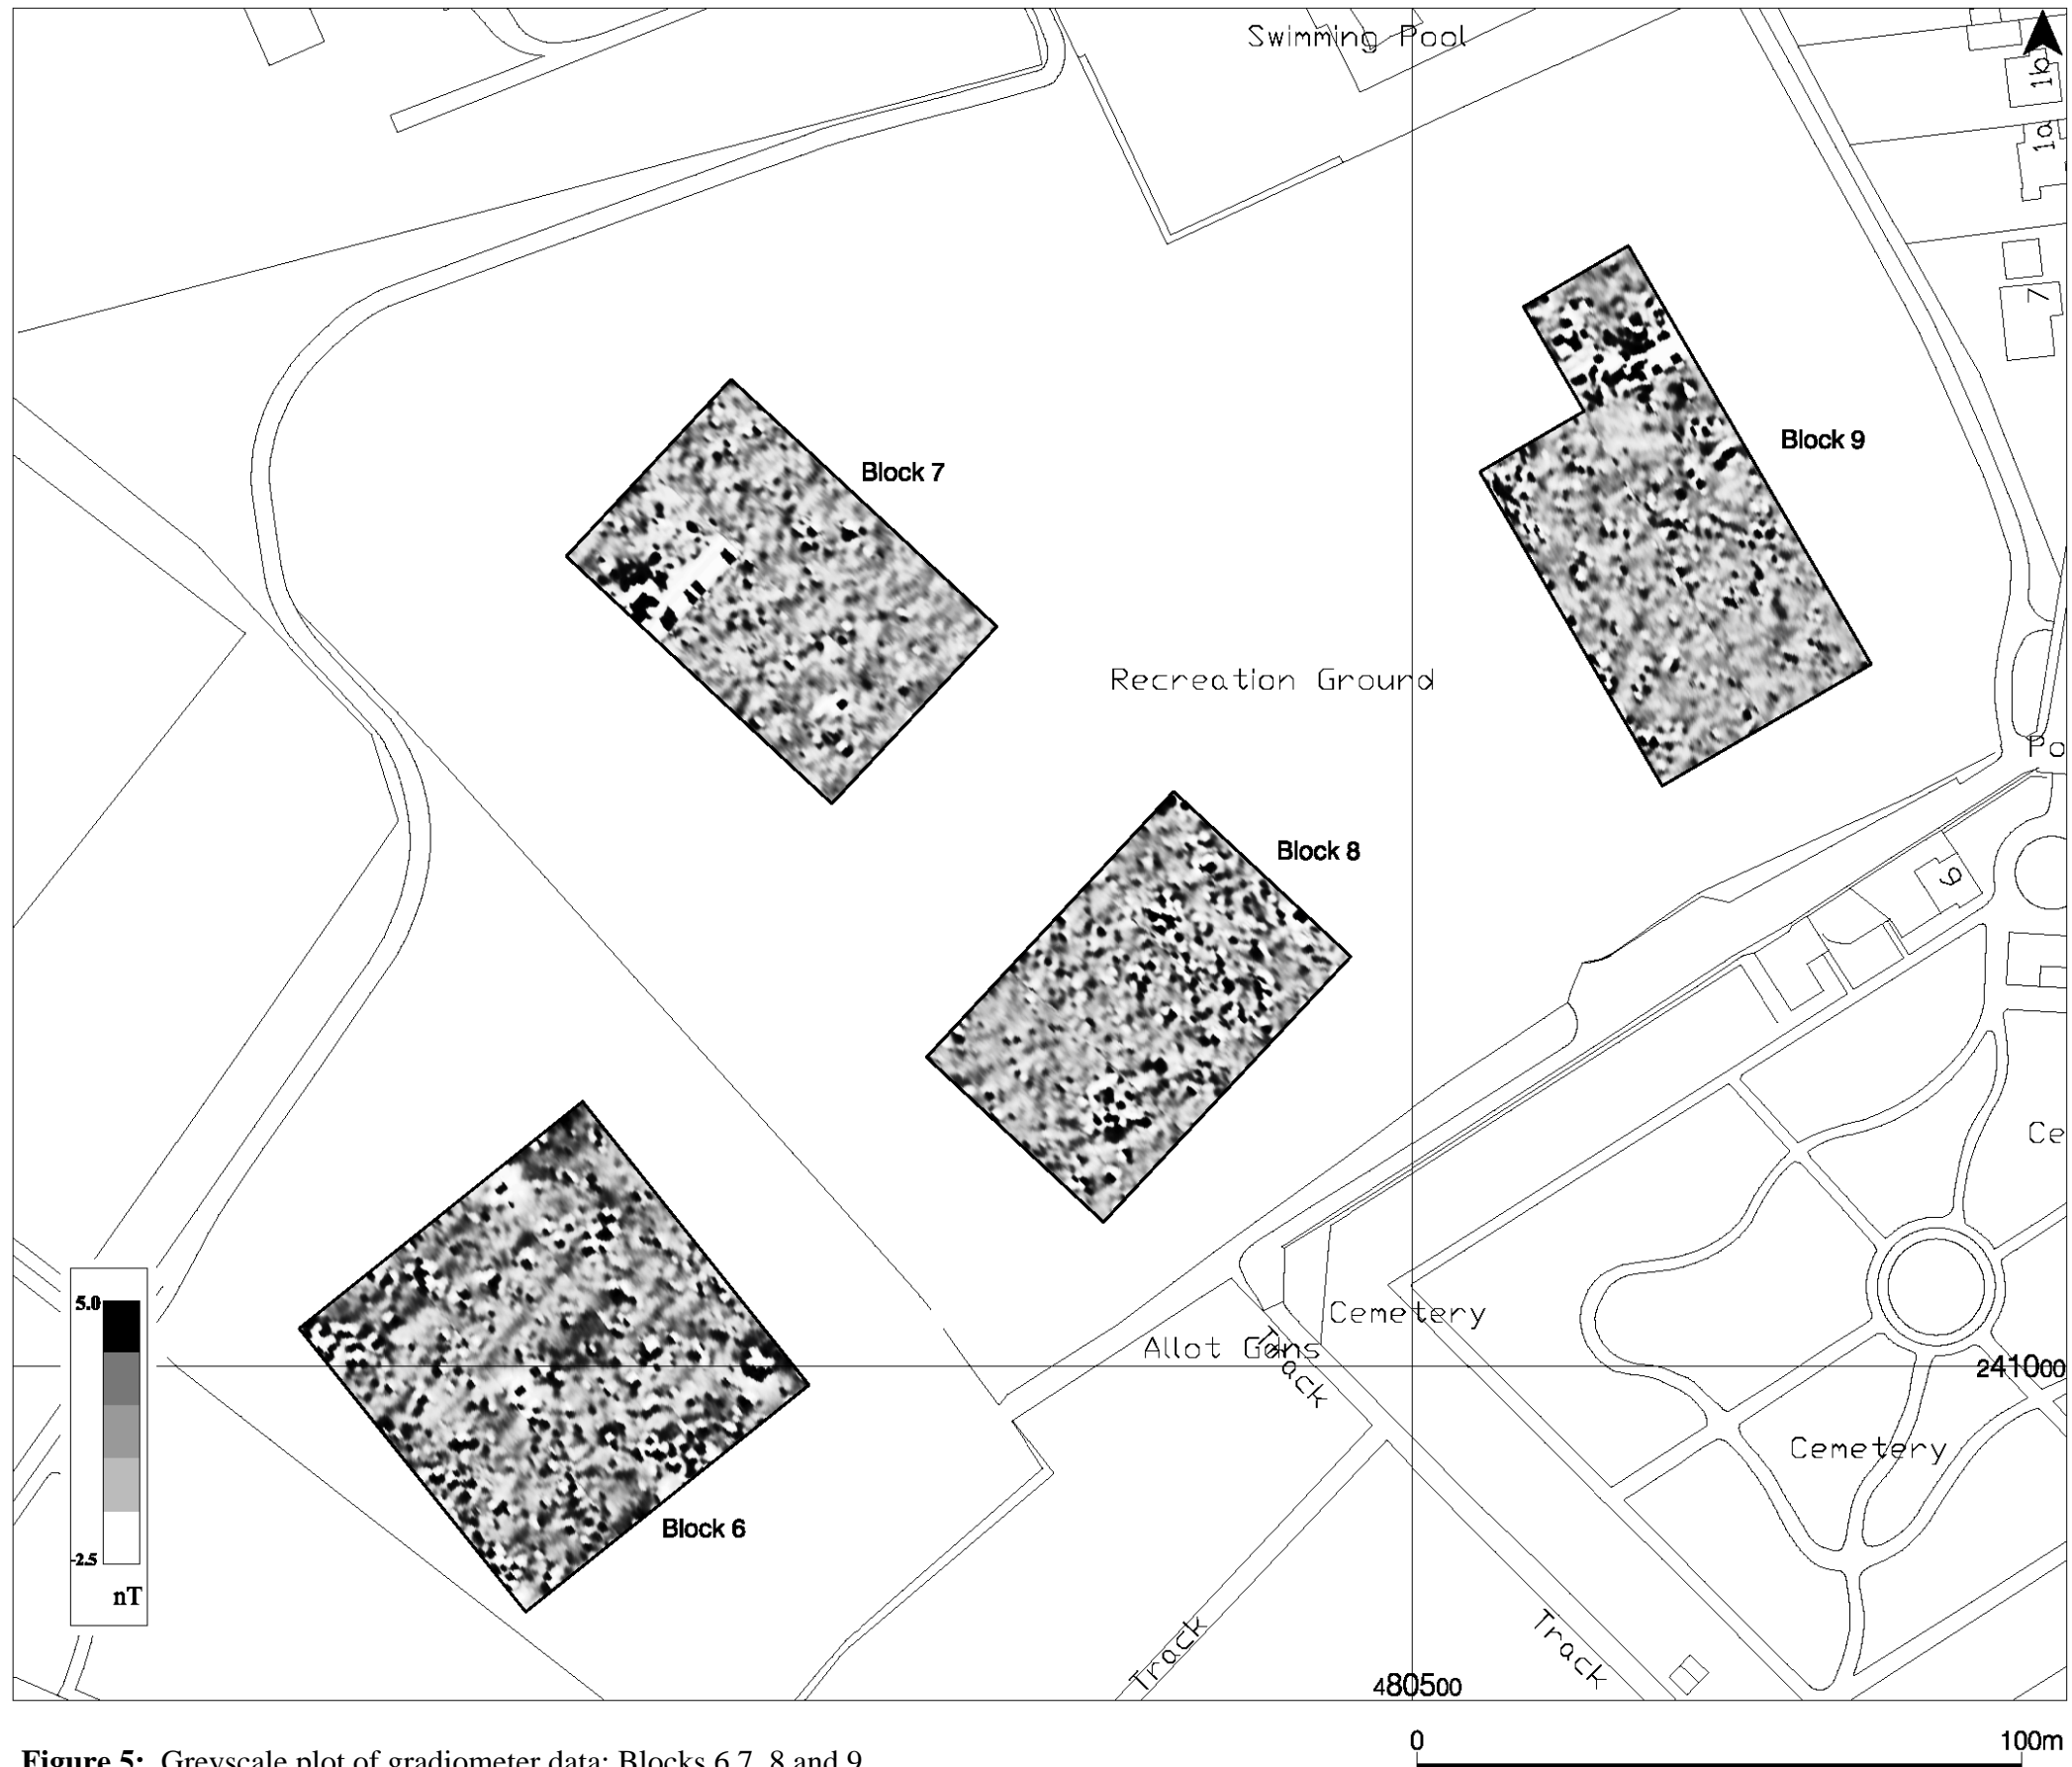 Swimming Pool
1b
1a
7
Block 9
Block 7
Recreation Ground
Po
Block 8
9
Ce
5.0
Cemetery
Allot Gdns
Track
241000
Cemetery
Block 6
-2.5
nT
Track
Track
480500
0
100m
Figure 5: Greyscale plot of gradiometer data; Blocks 6,7, 8 and 9